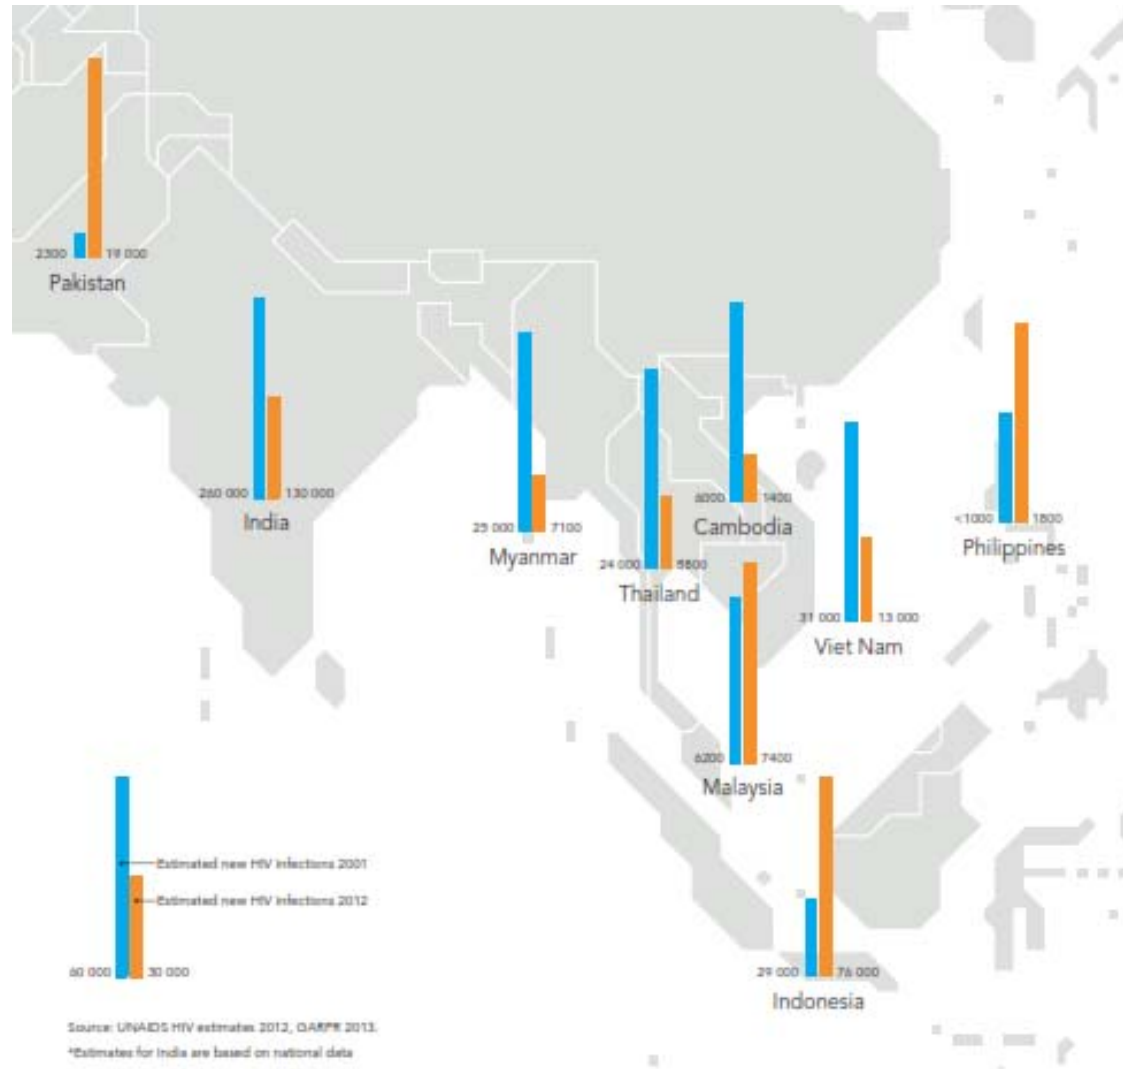 2300 19 000
Pakistan
260 000 130 000
India
25 000 7100
Myanmar
24 000 8800
Thailand
6000 1400
Cambodia
31 000 13 000
Viet Nam
<1000 1800
Philippines
6200 7400
Malaysia
29 000 76 000
Indonesia
Estimated new HIV infections 2001
Estimated new HIV infections 2012
60 000 30 000
Source: UNAIDS HIV estimates 2012, GARPR 2013.
*Estimates for India are based on national data